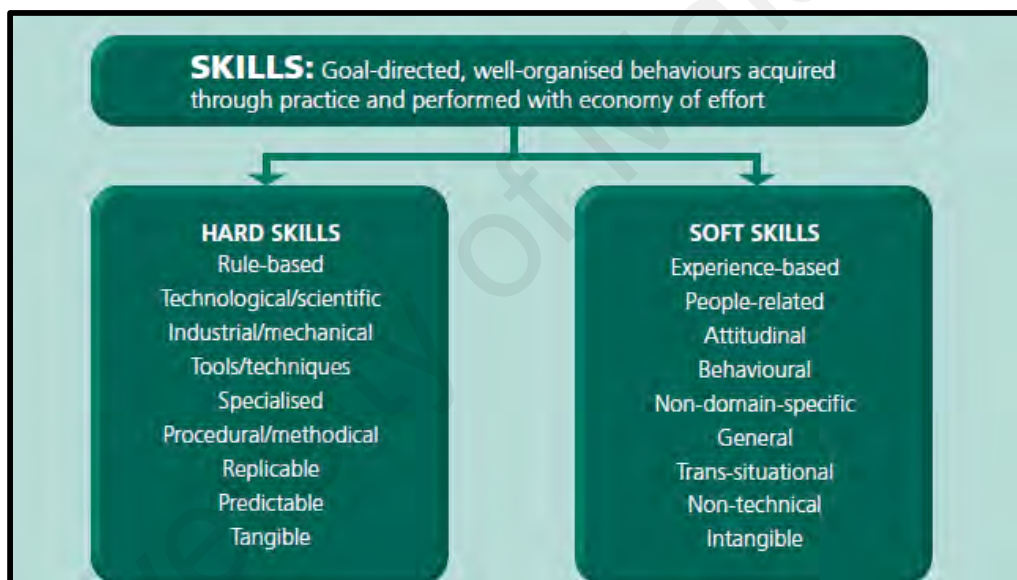 SKILLS: Goal-directed, well-organised behaviours acquired
through practice and performed with economy of effort
HARD SKILLS
Rule-based
Technological/scientific
Industrial/mechanical
Tools/techniques
Specialised
Procedural/methodical
Replicable
Predictable
Tangible
SOFT SKILLS
Experience-based
People-related
Attitudinal
Behavioural
Non-domain-specific
General
Trans-situational
Non-technical
Intangible